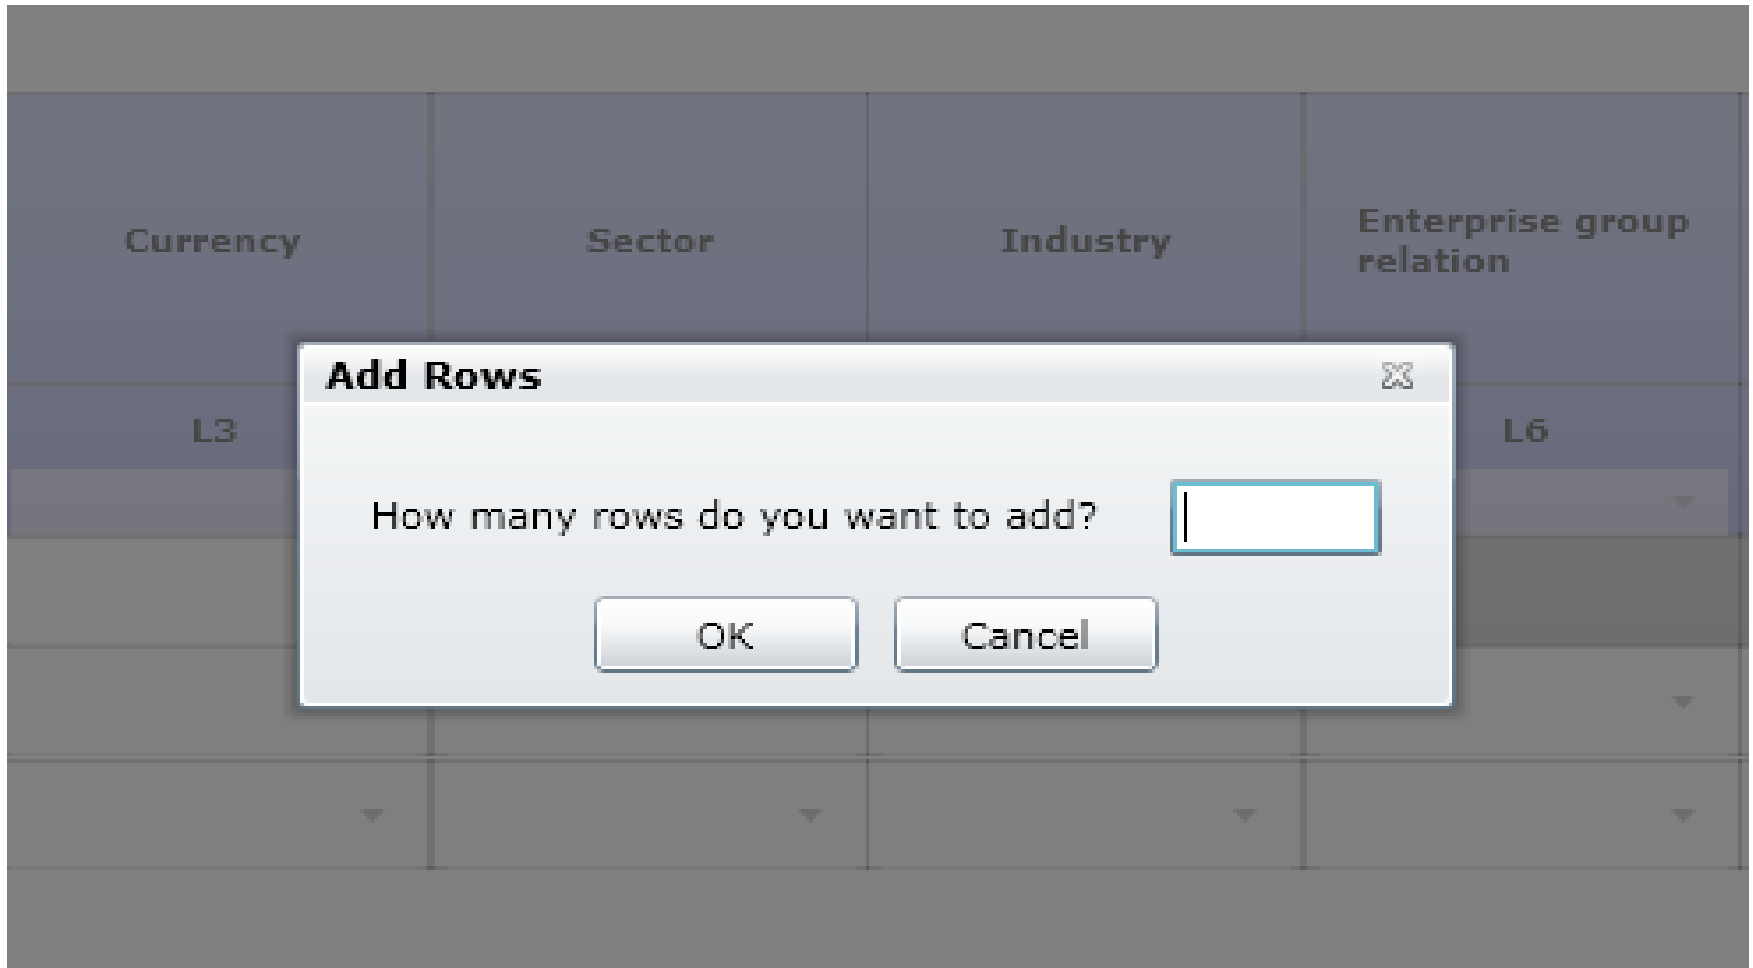 Currency
Sector
Industry
Enterprise group
relation
Add Rows
L3
L6
How many rows do you want to add?
OK
Cancel